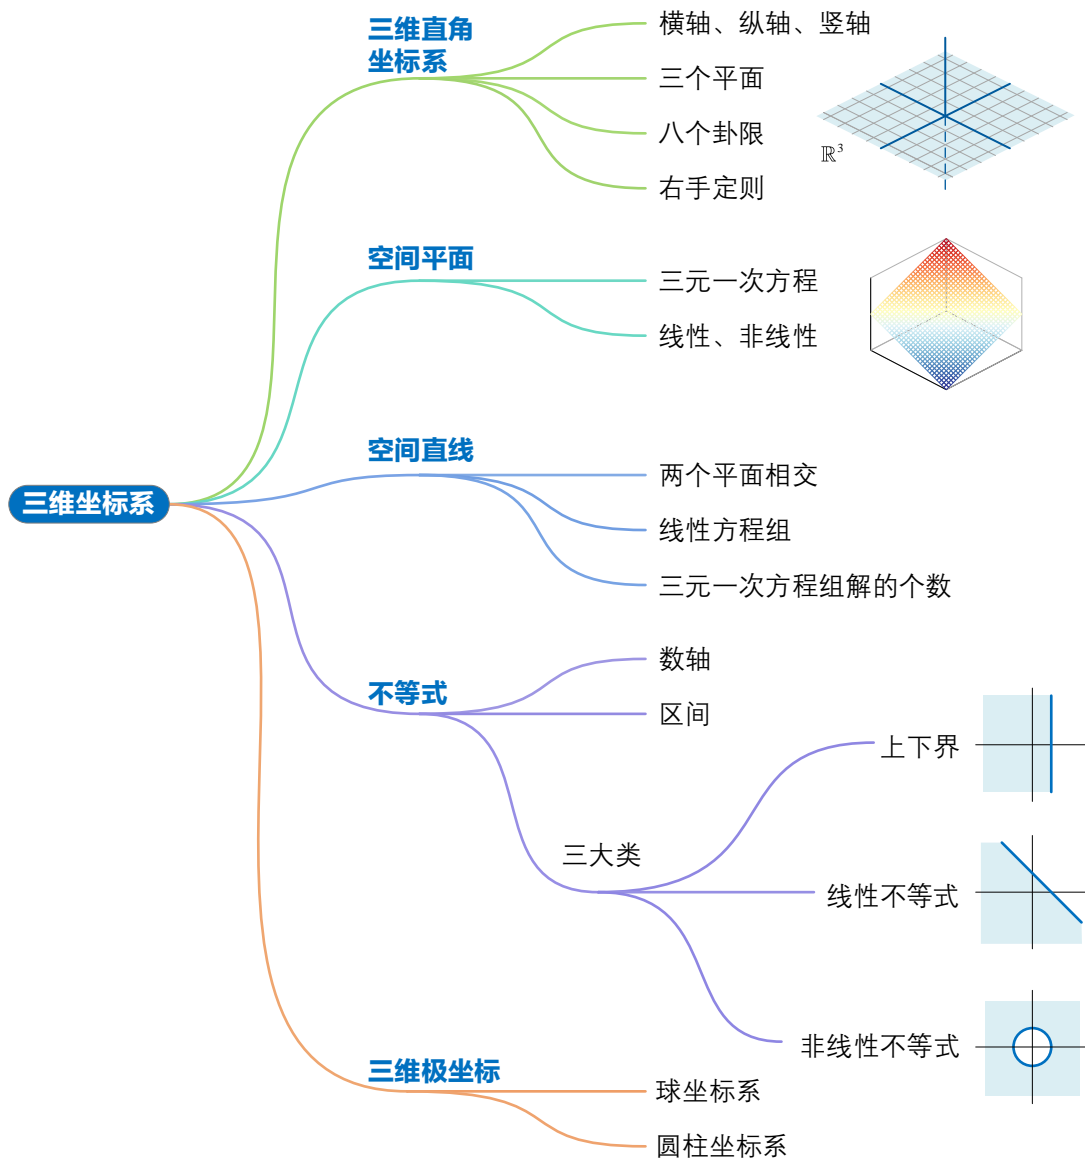 三维坐标系
三维直角
坐标系
横轴、纵轴、竖轴
三个平面
八个卦限
右手定则
ℝ³
空间平面
三元一次方程
线性、非线性
空间直线
两个平面相交
线性方程组
三元一次方程组解的个数
不等式
数轴
区间
三大类
上下界
线性不等式
非线性不等式
三维极坐标
球坐标系
圆柱坐标系